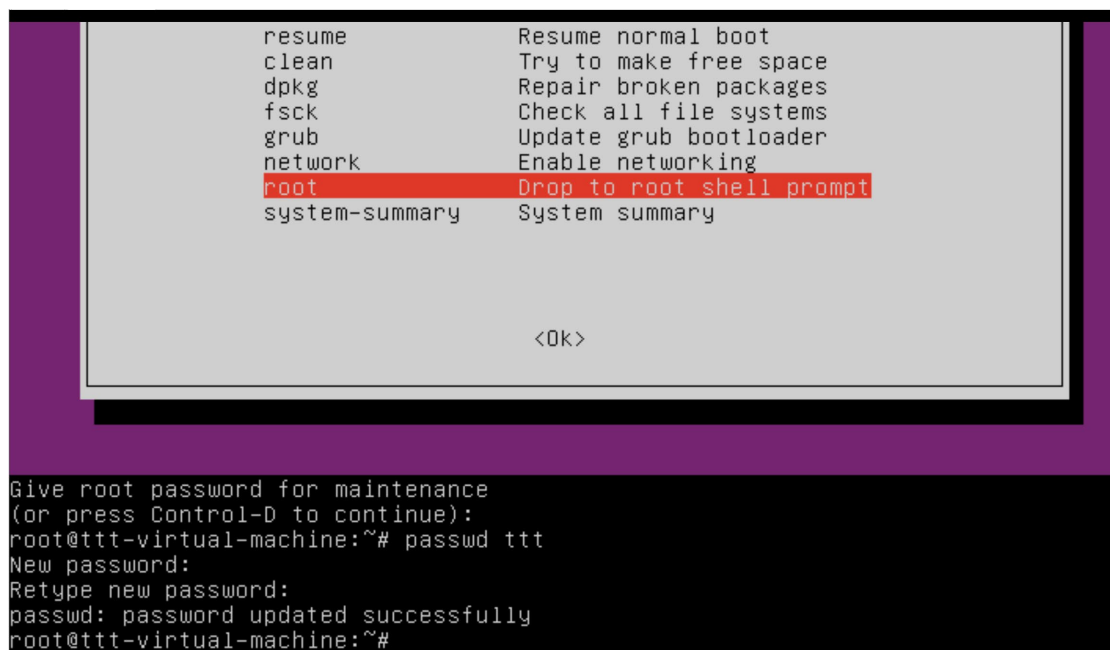 resume Resume normal boot
clean Try to make free space
dpkg Repair broken packages
fsck Check all file systems
grub Update grub bootloader
network Enable networking
root Drop to root shell prompt
system-summary System summary
<Ok>
Give root password for maintenance
(or press Control-D to continue):
root@ttt-virtual-machine:~# passwd ttt
New password:
Retype new password:
passwd: password updated successfully
root@ttt-virtual-machine:~#